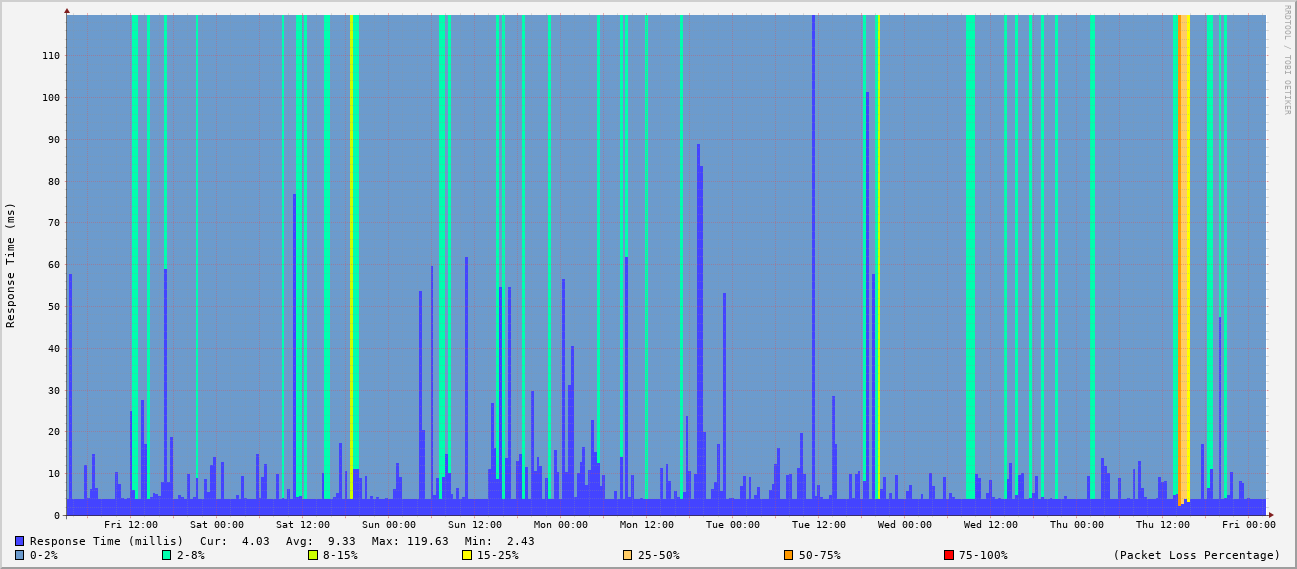 RRDTOOL / TOBI OETIKER
Response Time (ms)
110
100
90
80
70
60
50
40
30
20
10
0
Fri 12:00 Sat 00:00 Sat 12:00 Sun 00:00 Sun 12:00 Mon 00:00 Mon 12:00 Tue 00:00 Tue 12:00 Wed 00:00 Wed 12:00 Thu 00:00 Thu 12:00 Fri 00:00
Response Time (millis) Cur: 4.03 Avg: 9.33 Max: 119.63 Min: 2.43
0-2% 2-8% 8-15% 15-25% 25-50% 50-75% 75-100% (Packet Loss Percentage)